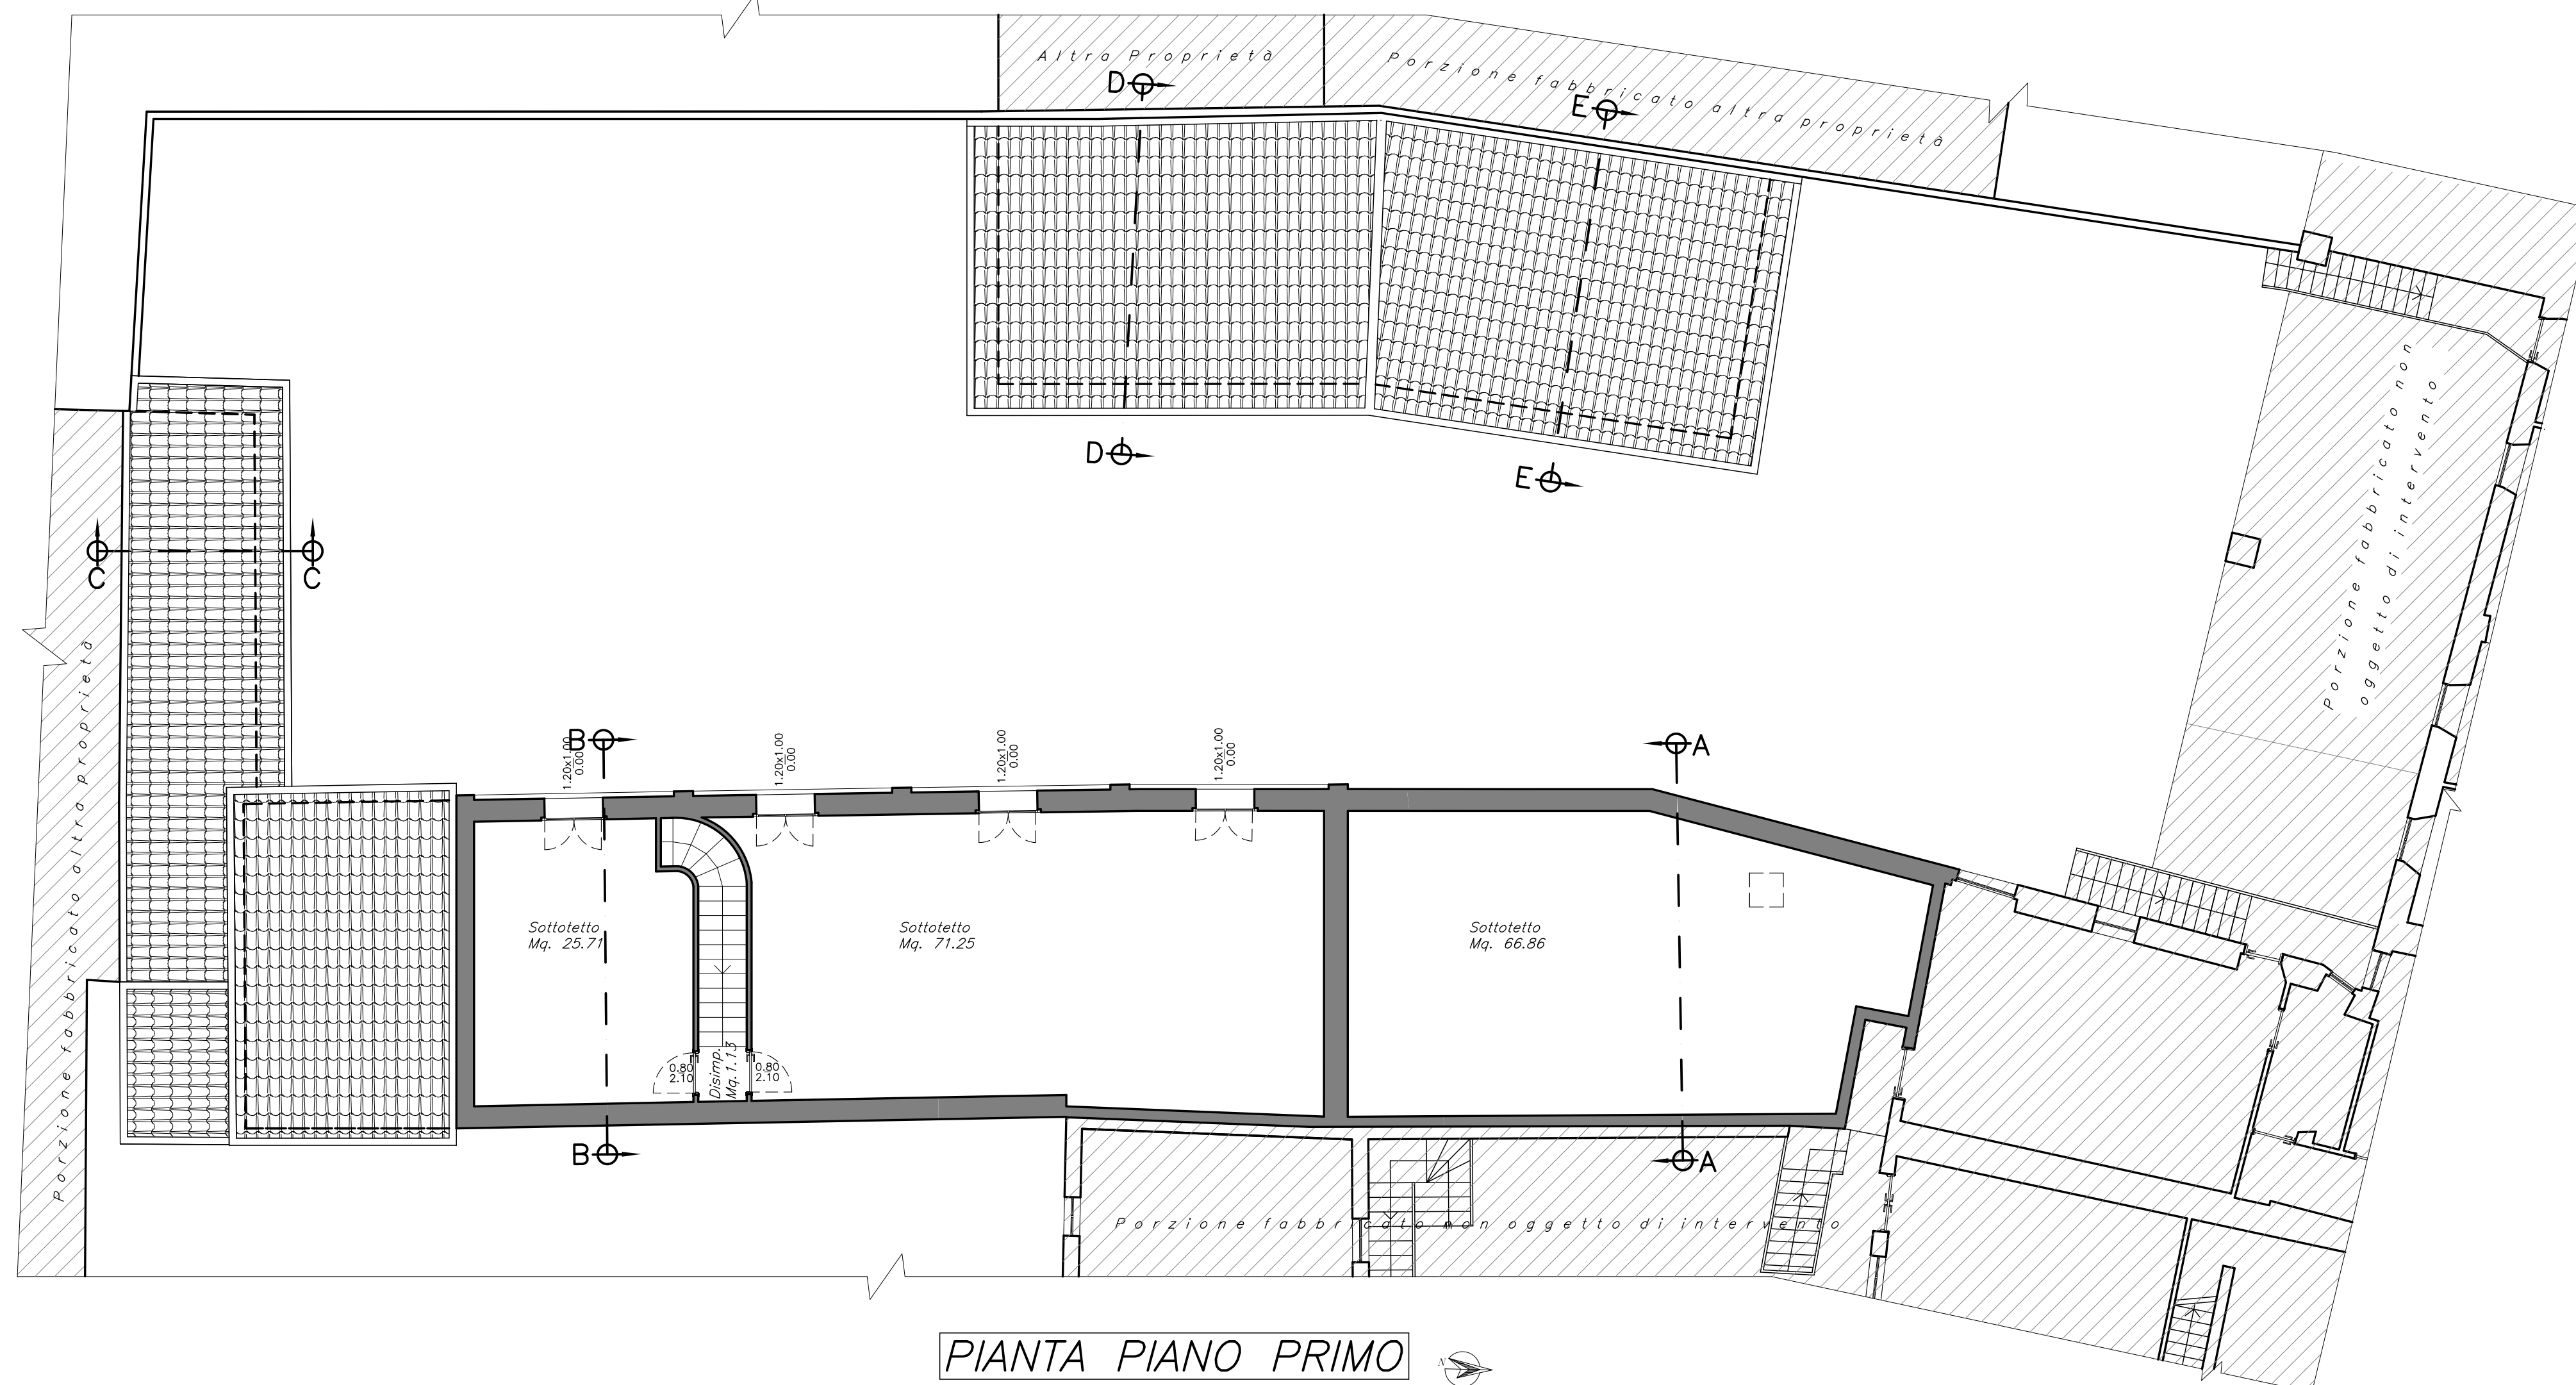 Altra Proprietà
Porzione fabbricato altra proprietà
D
E
Porzione fabbricato non
oggetto di intervento
D
E
C
C
Porzione fabbricato altra proprietà
B
1.20x1.00
0.00
1.20x1.00
0.00
1.20x1.00
0.00
1.20x1.00
0.00
A
Sottotetto
Mq. 25.71
Sottotetto
Mq. 71.25
Sottotetto
Mq. 66.86
0.80
2.10
Disimp.
Mq.1.13
0.80
2.10
B
A
Porzione fabbricato non oggetto di intervento
PIANTA PIANO PRIMO
N